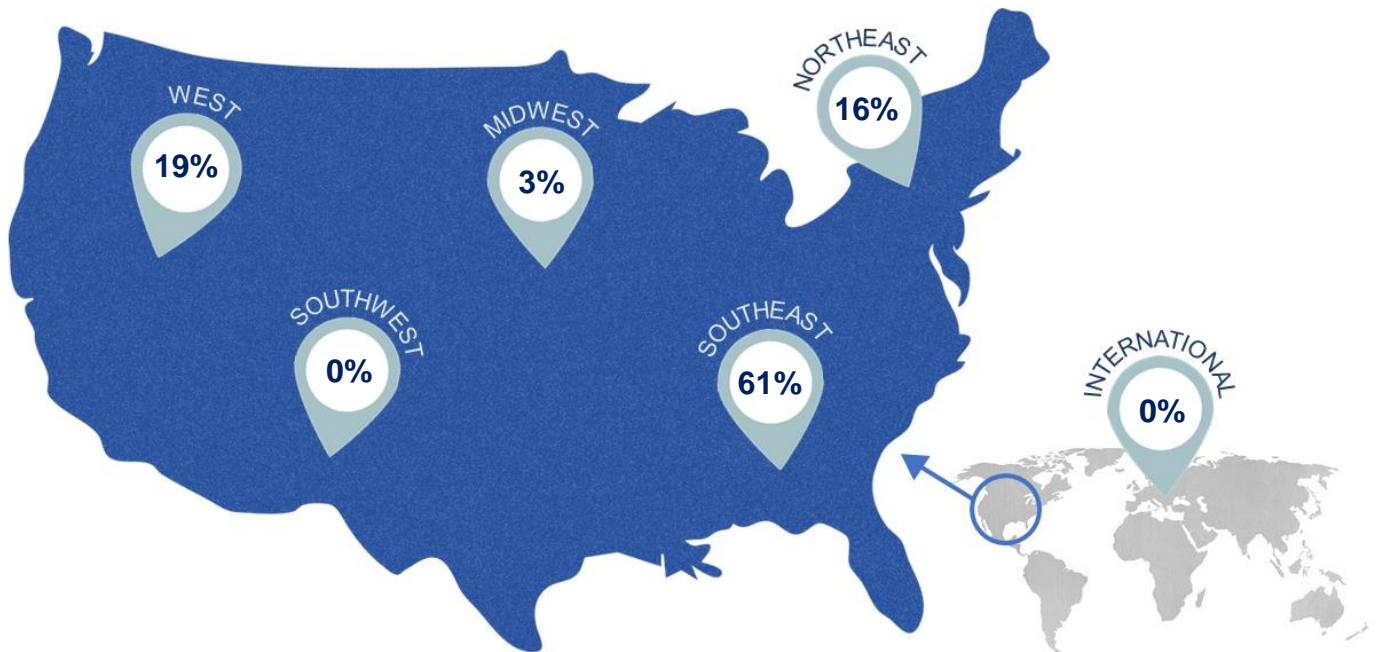 NORTHEAST
16%
WEST
19%
MIDWEST
3%
SOUTHWEST
0%
SOUTHEAST
61%
INTERNATIONAL
0%